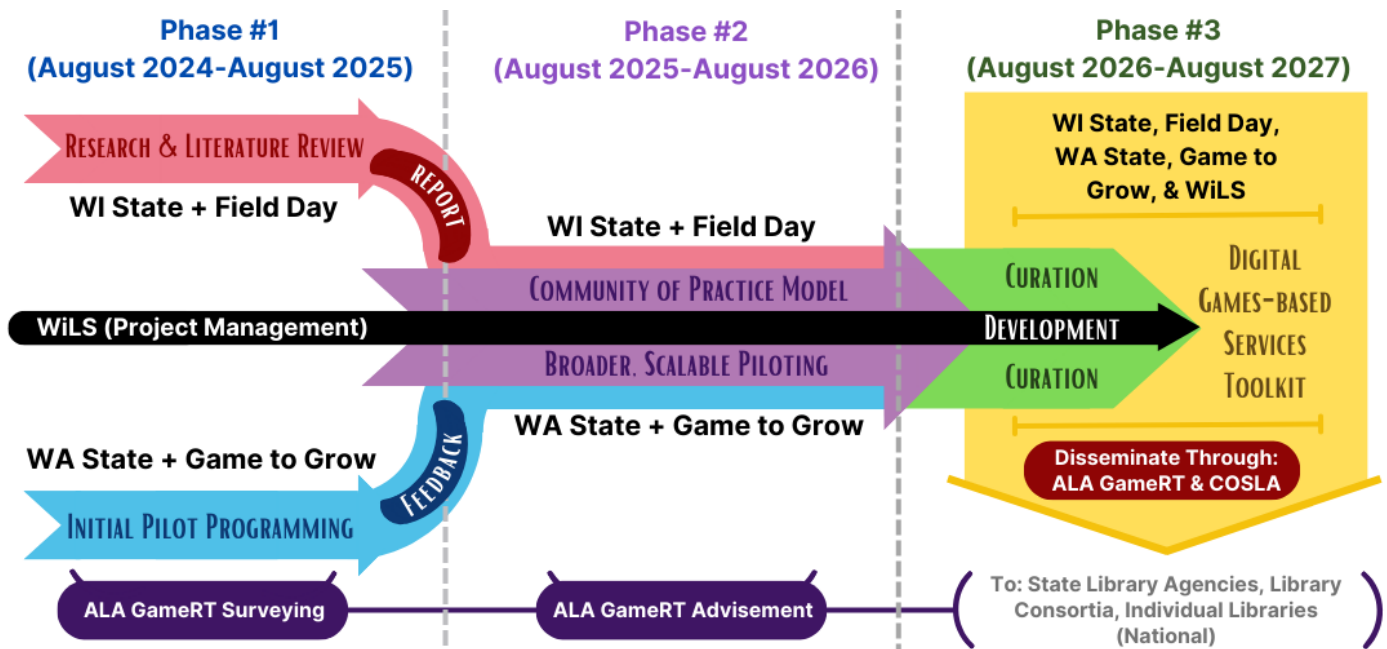 Phase #1
(August 2024-August 2025)
Phase #2
(August 2025-August 2026)
Phase #3
(August 2026-August 2027)
RESEARCH & LITERATURE REVIEW
REPORT
WI State + Field Day
WI State + Field Day
COMMUNITY OF PRACTICE MODEL
WiLS (Project Management)
BROADER, SCALABLE PILOTING
WA State + Game to Grow
WA State + Game to Grow
FEEDBACK
INITIAL PILOT PROGRAMMING
WI State, Field Day,
WA State, Game to
Grow, & WiLS
CURATION
DEVELOPMENT
CURATION
DIGITAL
GAMES-BASED
SERVICES
TOOLKIT
Disseminate Through:
ALA GameRT & COSLA
ALA GameRT Surveying
ALA GameRT Advisement
To: State Library Agencies, Library
Consortia, Individual Libraries
(National)